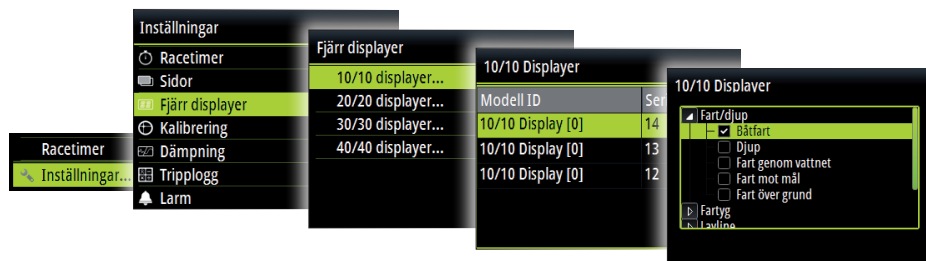 Racetimer
Inställningar...
Inställningar
Racetimer
Sidor
Fjärr displayer
Kalibrering
Dämpning
Tripplogg
Larm
Fjärr displayer
10/10 displayer...
20/20 displayer...
30/30 displayer...
40/40 displayer...
10/10 Displayer
Modell ID Ser
10/10 Display [0] 14
10/10 Display [0] 13
10/10 Display [0] 12
10/10 Displayer
Fart/djup
Båtfart
Djup
Fart genom vattnet
Fart mot mål
Fart över grund
Fartyg
Layline